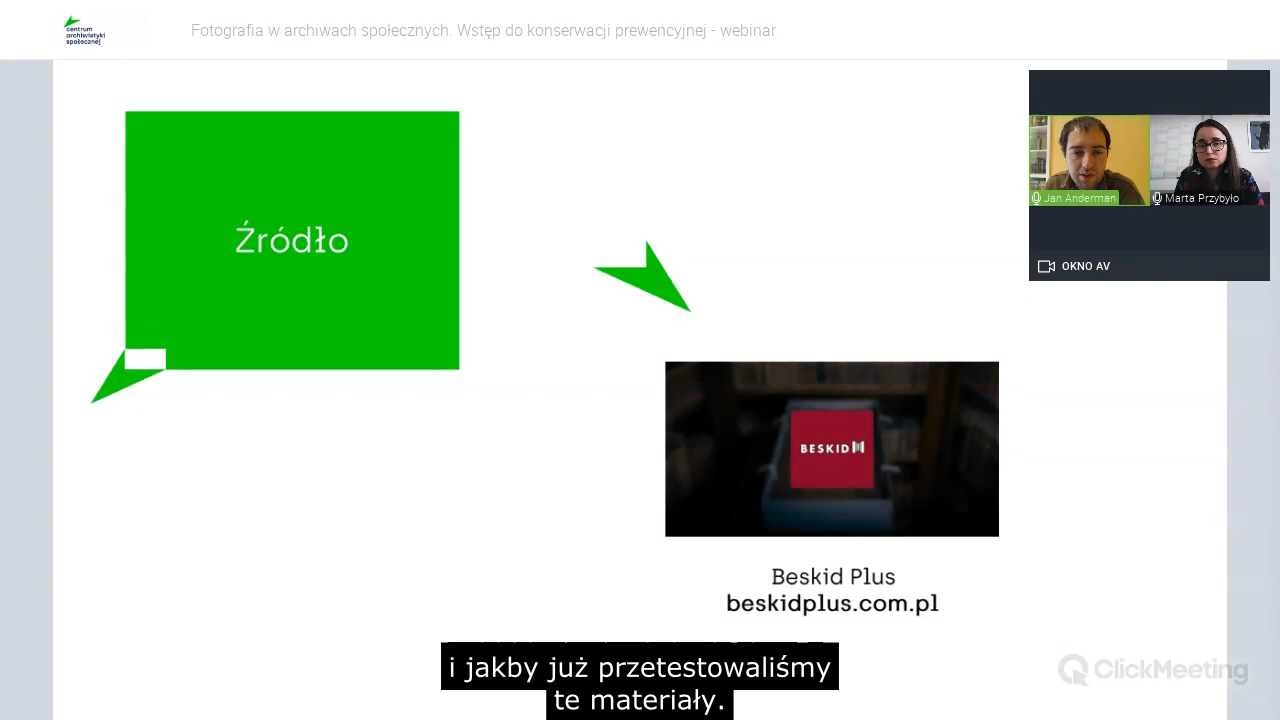 centrum
archiwistyki
społecznej
Fotografia w archiwach społecznych. Wstęp do konserwacji prewencyjnej - webinar
Źródło
Jan Anderman
Marta Przybyło
OKNO AV
BESKID
Beskid Plus
beskidplus.com.pl
i jakby już przetestowaliśmy
te materiały.
ClickMeeting